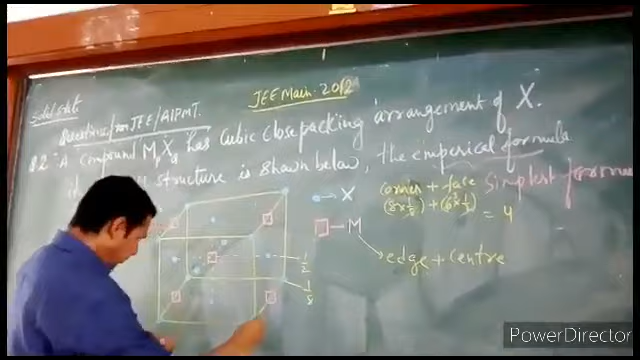 Solid state
JEE Main 2012
Questions from JEE/AIPMT.
Q2: A compound MpXq has cubic close packing arrangement of X.
structure is shown below, the emperical formula
Simplest formula
→ X
corner + face
(8 x 1/8) + (6 x 1/2) = 4
— M
edge + centre
1/2
1/8
PowerDirector